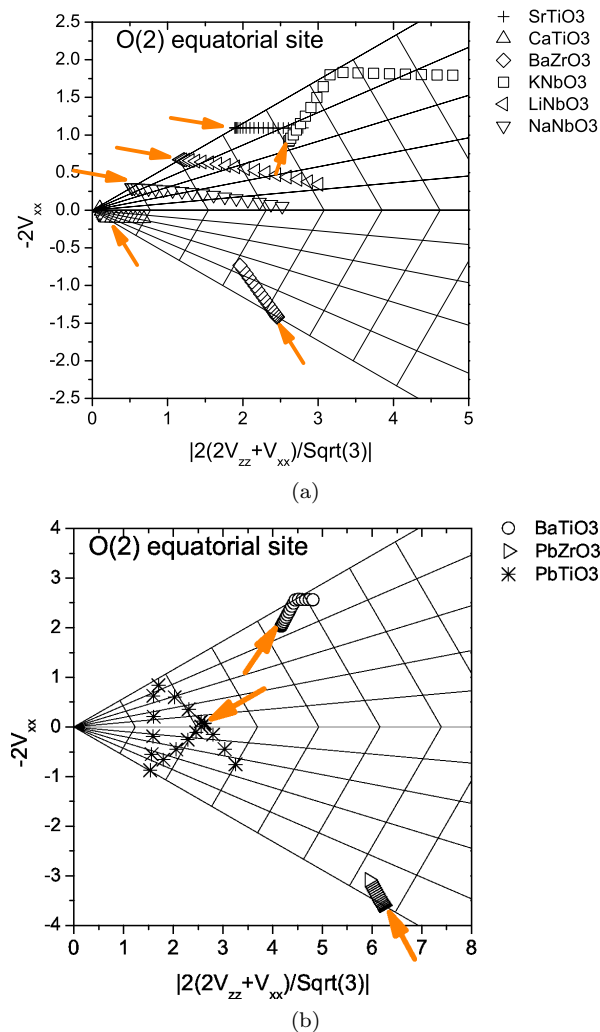 O(2) equatorial site
SrTiO3
CaTiO3
BaZrO3
KNbO3
LiNbO3
NaNbO3
2.5
2.0
1.5
1.0
0.5
0.0
-0.5
-1.0
-1.5
-2.0
-2.5
-2Vxx
0 1 2 3 4 5
|2(2Vzz+Vxx)/Sqrt(3)|
(a)
O(2) equatorial site
BaTiO3
PbZrO3
PbTiO3
4
3
2
1
0
-1
-2
-3
-4
-2Vxx
0 1 2 3 4 5 6 7 8
|2(2Vzz+Vxx)/Sqrt(3)|
(b)